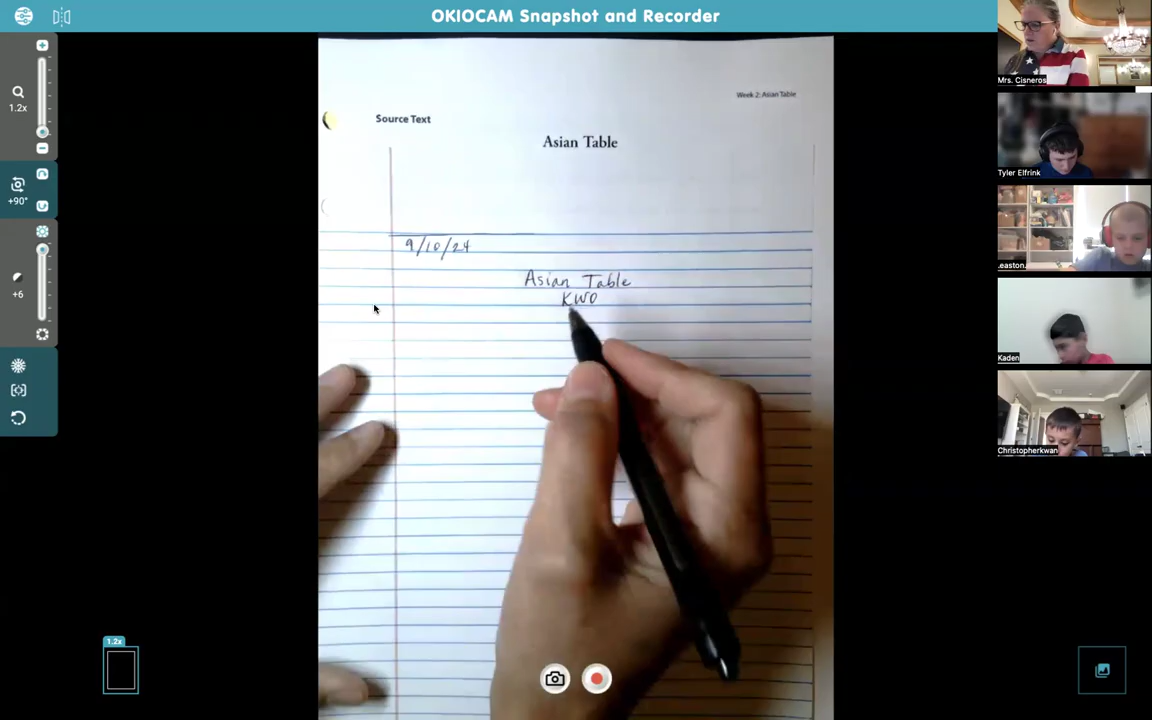 OKIOCAM Snapshot and Recorder
1.2x
+90°
+6
Week 2: Asian Table
Source Text
Asian Table
9/10/24
Asian Table
KWO
1.2x
Mrs. Cisneros
Tyler Elfrink
.easton.
Kaden
Christopherkwan